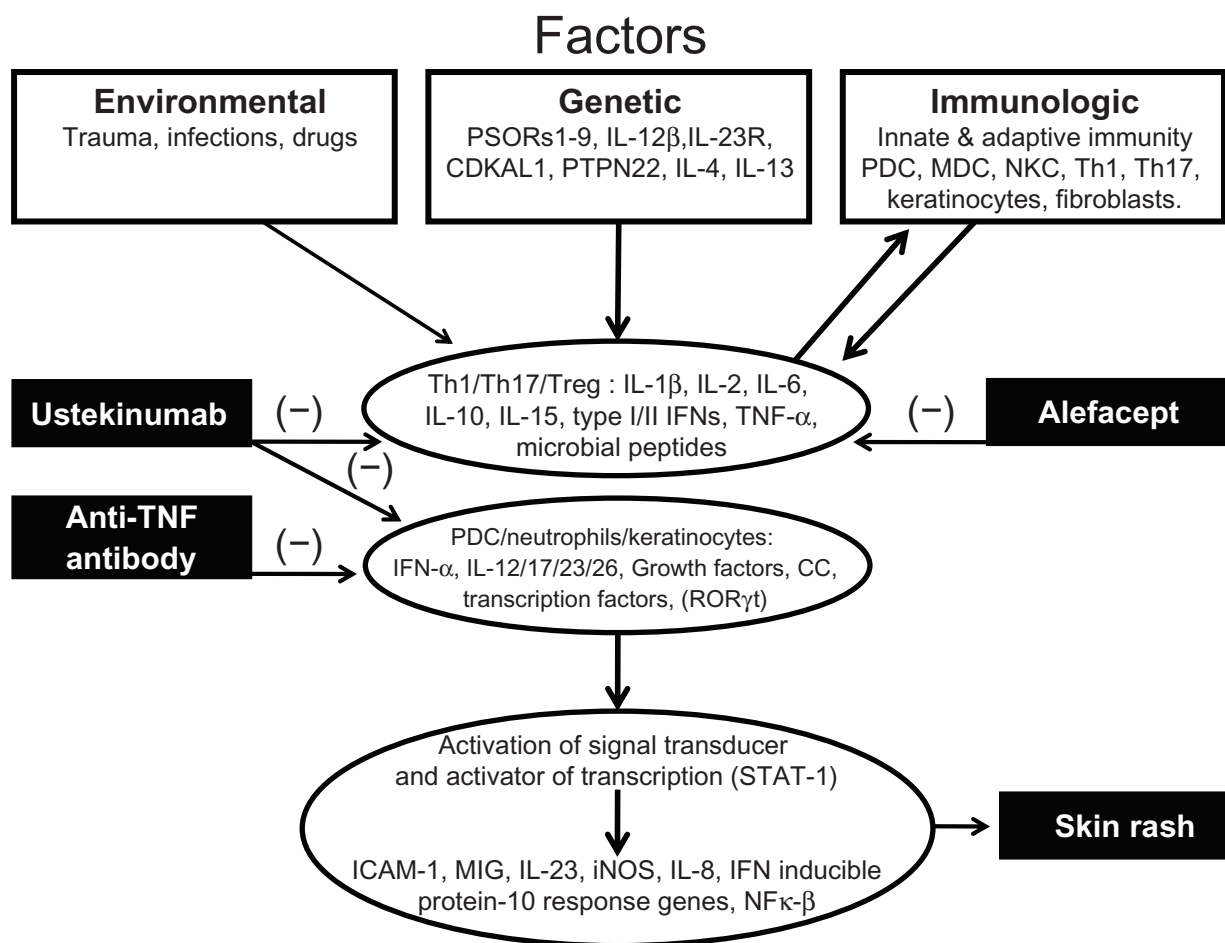 Factors
Environmental
Trauma, infections, drugs
Genetic
PSORs1-9, IL-12β,IL-23R,
CDKAL1, PTPN22, IL-4, IL-13
Immunologic
Innate & adaptive immunity
PDC, MDC, NKC, Th1, Th17,
keratinocytes, fibroblasts.
Th1/Th17/Treg : IL-1β, IL-2, IL-6,
IL-10, IL-15, type I/II IFNs, TNF-α,
microbial peptides
Ustekinumab
(−)
(−)
(−)
Alefacept
Anti-TNF
antibody
(−)
PDC/neutrophils/keratinocytes:
IFN-α, IL-12/17/23/26, Growth factors, CC,
transcription factors, (RORγt)
Activation of signal transducer
and activator of transcription (STAT-1)
ICAM-1, MIG, IL-23, iNOS, IL-8, IFN inducible
protein-10 response genes, NFκ-β
Skin rash